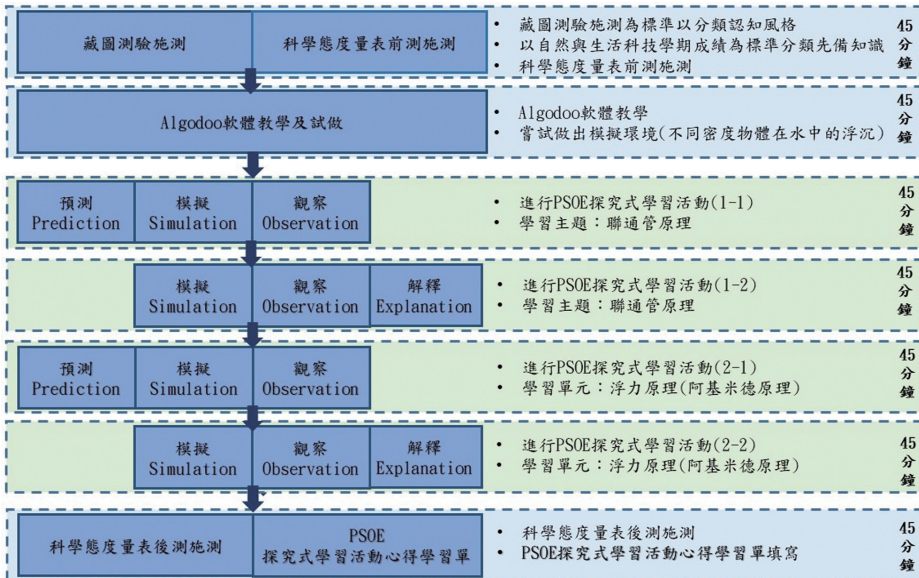 藏圖測驗施測
科學態度量表前測施測
• 藏圖測驗施測為標準以分類認知風格
• 以自然與生活科技學期成績為標準分類先備知識
• 科學態度量表前測施測
45分鐘
Algodoo軟體教學及試做
• Algodoo軟體教學
• 嘗試做出模擬環境(不同密度物體在水中的浮沉)
45分鐘
預測
Prediction
模擬
Simulation
觀察
Observation
• 進行PSOE探究式學習活動(1-1)
• 學習主題：聯通管原理
45分鐘
模擬
Simulation
觀察
Observation
解釋
Explanation
• 進行PSOE探究式學習活動(1-2)
• 學習主題：聯通管原理
45分鐘
預測
Prediction
模擬
Simulation
觀察
Observation
• 進行PSOE探究式學習活動(2-1)
• 學習單元：浮力原理(阿基米德原理)
45分鐘
模擬
Simulation
觀察
Observation
解釋
Explanation
• 進行PSOE探究式學習活動(2-2)
• 學習單元：浮力原理(阿基米德原理)
45分鐘
科學態度量表後測施測
PSOE
探究式學習活動心得學習單
• 科學態度量表後測施測
• PSOE探究式學習活動心得學習單填寫
45分鐘